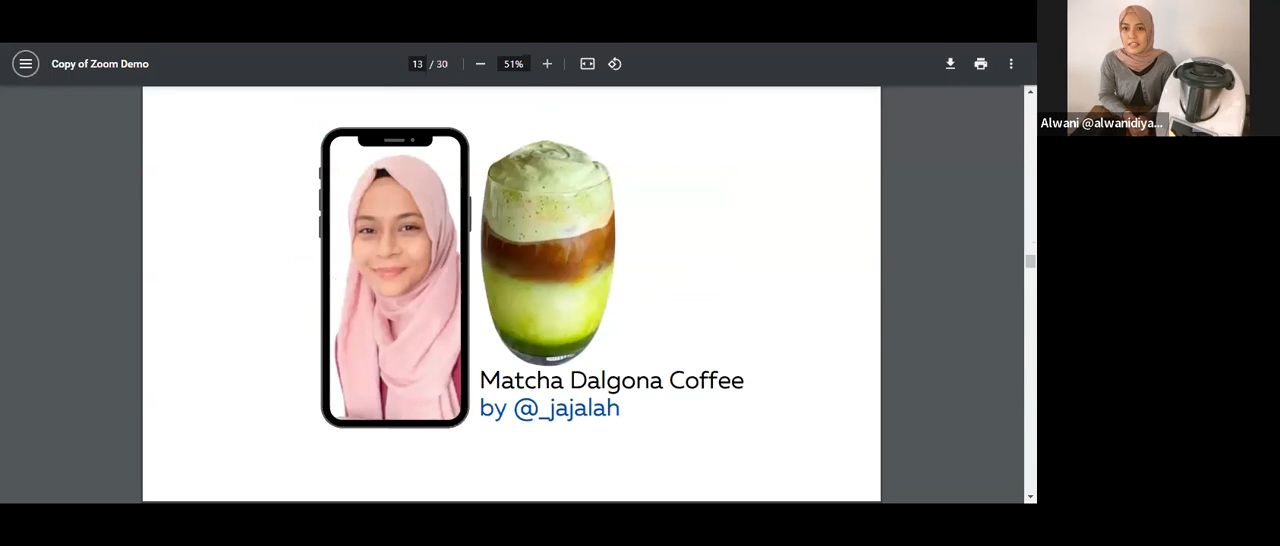 Copy of Zoom Demo
13 / 30
51%
Alwani @alwanidiya...
Matcha Dalgona Coffee
by @_jajalah